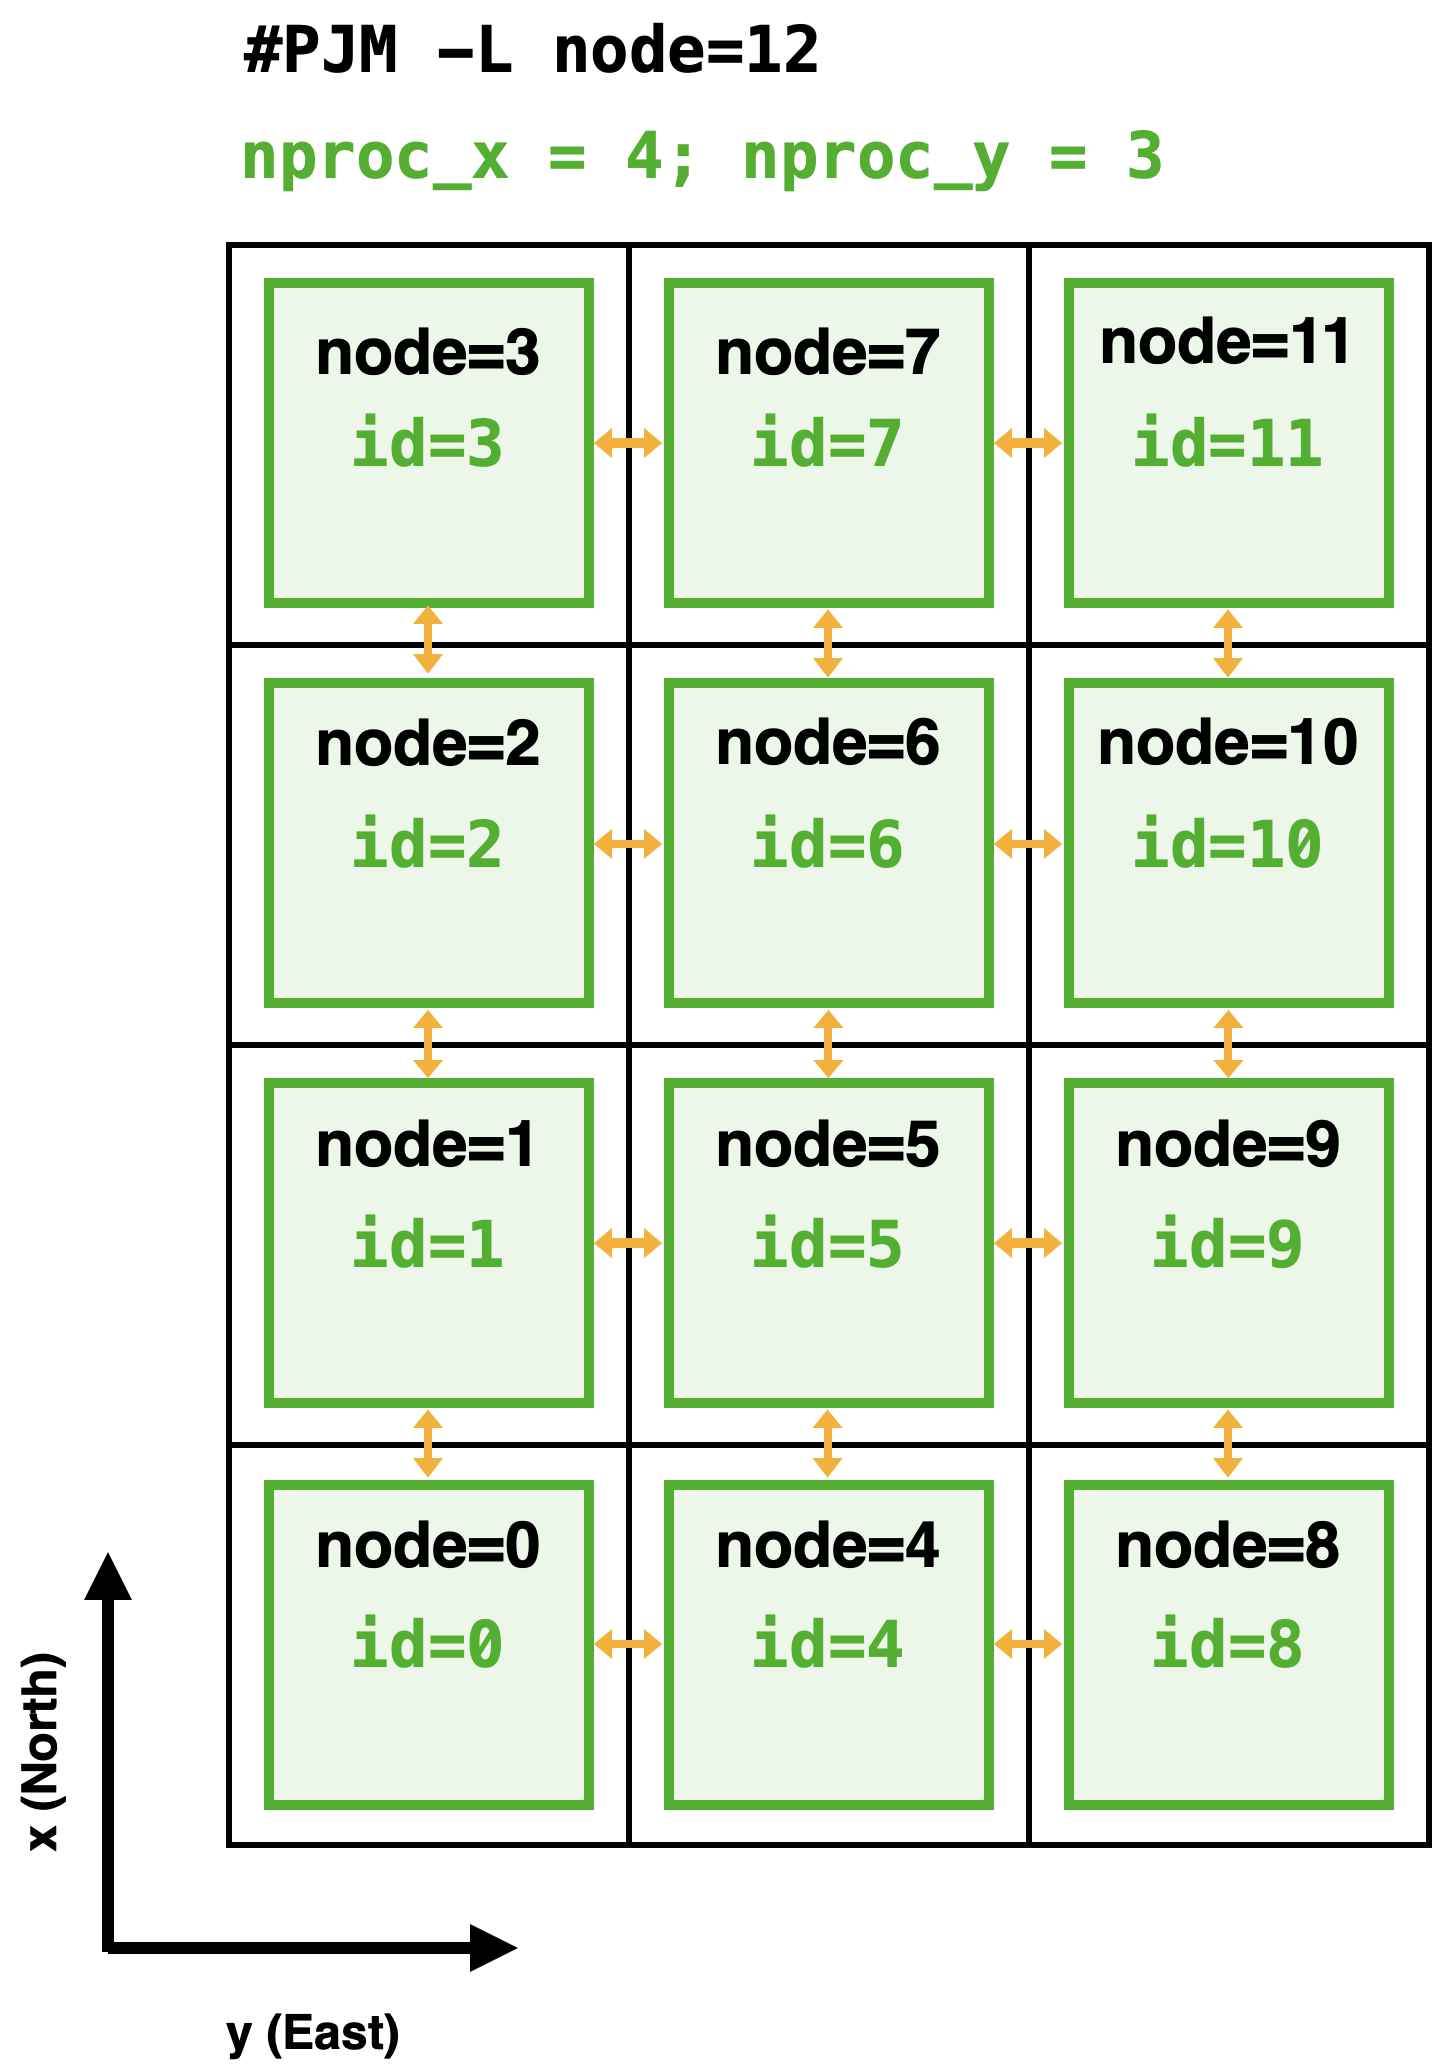 #PJM -L node=12
nproc_x = 4; nproc_y = 3
node=3
id=3
node=7
id=7
node=11
id=11
node=2
id=2
node=6
id=6
node=10
id=10
node=1
id=1
node=5
id=5
node=9
id=9
node=0
id=0
node=4
id=4
node=8
id=8
x (North)
y (East)